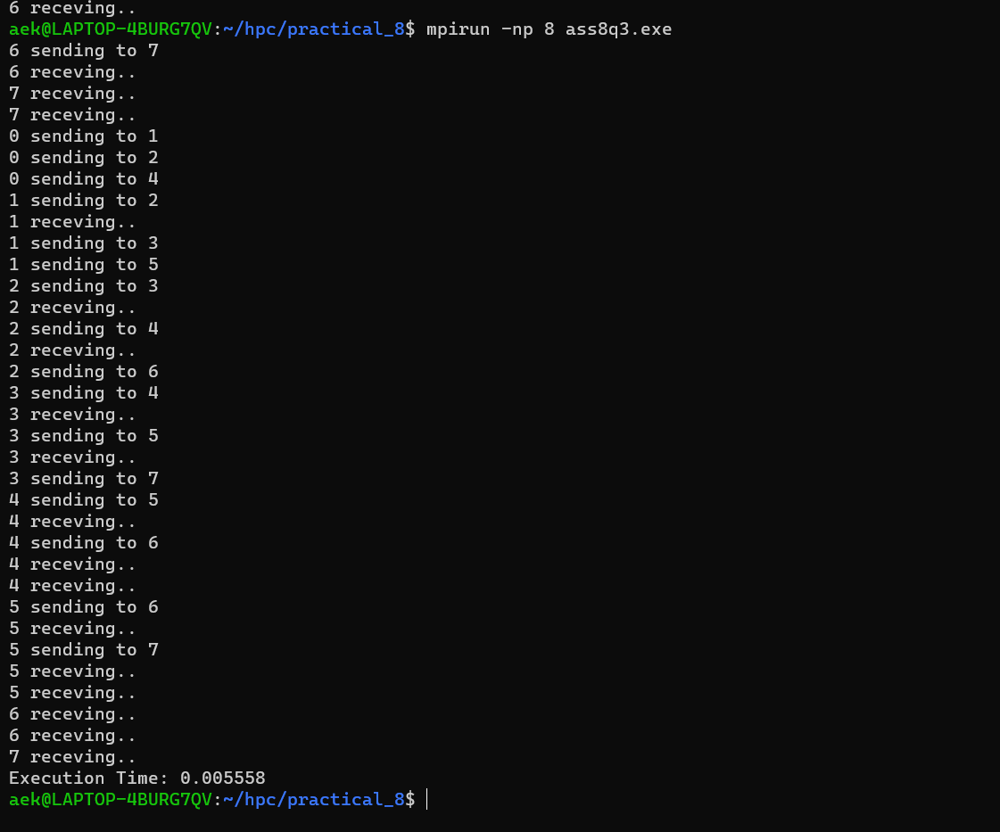 6 receving..
aek@LAPTOP-4BURG7QV:~/hpc/practical_8$ mpirun -np 8 ass8q3.exe
6 sending to 7
6 receving..
7 receving..
7 receving..
0 sending to 1
0 sending to 2
0 sending to 4
1 sending to 2
1 receving..
1 sending to 3
1 sending to 5
2 sending to 3
2 receving..
2 sending to 4
2 receving..
2 sending to 6
3 sending to 4
3 receving..
3 sending to 5
3 receving..
3 sending to 7
4 sending to 5
4 receving..
4 sending to 6
4 receving..
4 receving..
5 sending to 6
5 receving..
5 sending to 7
5 receving..
5 receving..
6 receving..
6 receving..
7 receving..
Execution Time: 0.005558
aek@LAPTOP-4BURG7QV:~/hpc/practical_8$